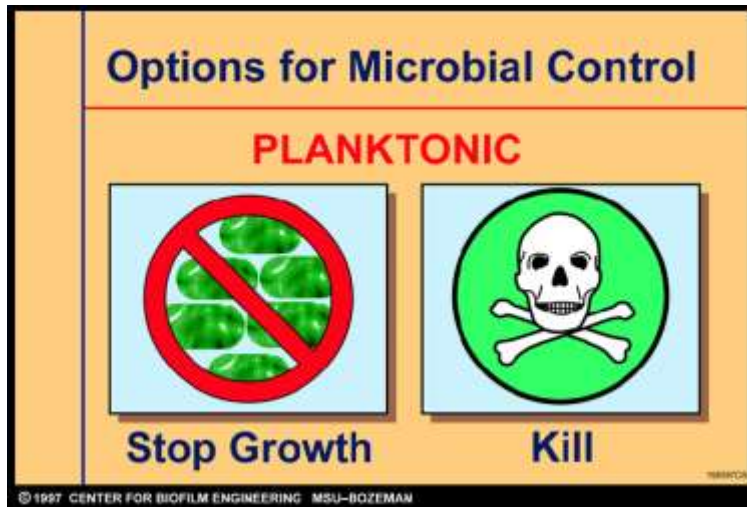 Options for Microbial Control
PLANKTONIC
Stop Growth
Kill
© 1997 CENTER FOR BIOFILM ENGINEERING MSU–BOZEMAN